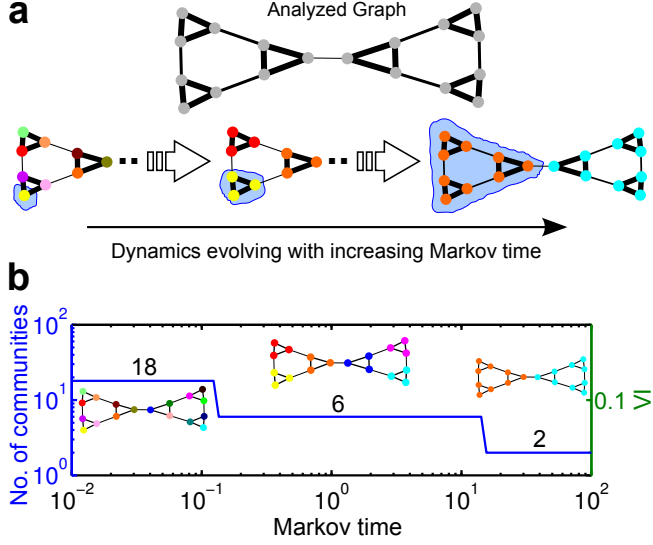 a
Analyzed Graph
Dynamics evolving with increasing Markov time
b
No. of communities
10^2
10^1
10^0
18
6
2
0.1
VI
10^-2
10^-1
10^0
10^1
10^2
Markov time